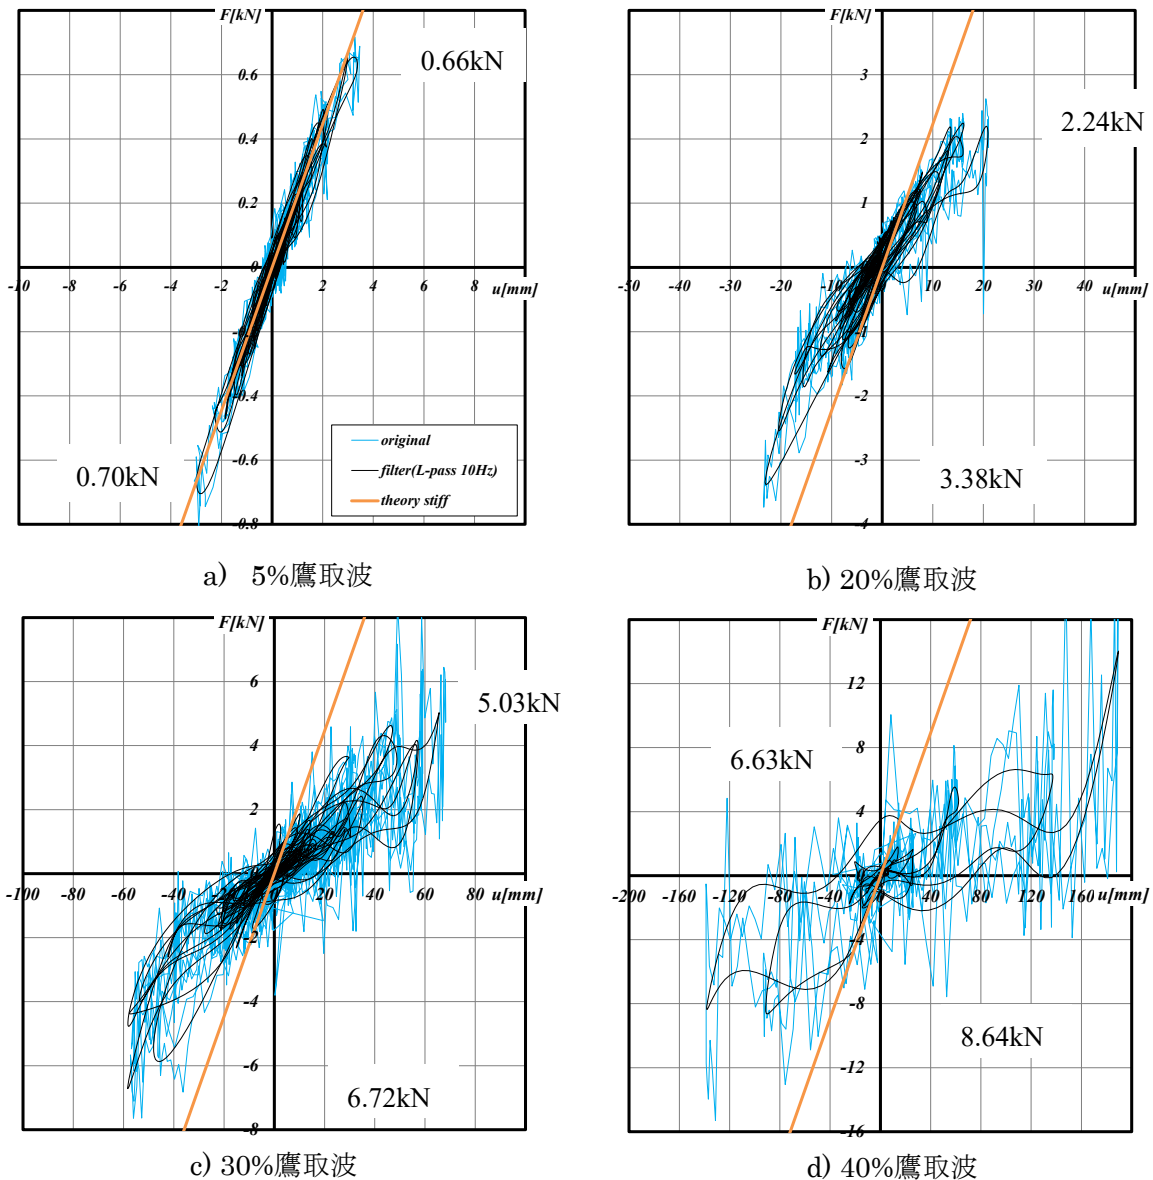 F[kN]
0.66kN
0.6
0.4
0.2
0
-10 -8 -6 -4 -2 2 4 6 8 u[mm]
-0.4
-0.6
-0.8
0.70kN
original
filter(L-pass 10Hz)
theory stiff
a) 5%鷹取波
F[kN]
3
2.24kN
2
1
-50 -40 -30 -20 -10 10 20 30 40 u[mm]
-1
-2
-3
3.38kN
-4
b) 20%鷹取波
F[kN]
6
5.03kN
4
2
-100 -80 -60 -40 -20 20 40 60 80 u[mm]
-2
-4
-6
6.72kN
-8
c) 30%鷹取波
F[kN]
12
6.63kN
8
4
-200 -160 -120 -80 -40 40 80 120 160 u[mm]
-4
-8
8.64kN
-12
-16
d) 40%鷹取波